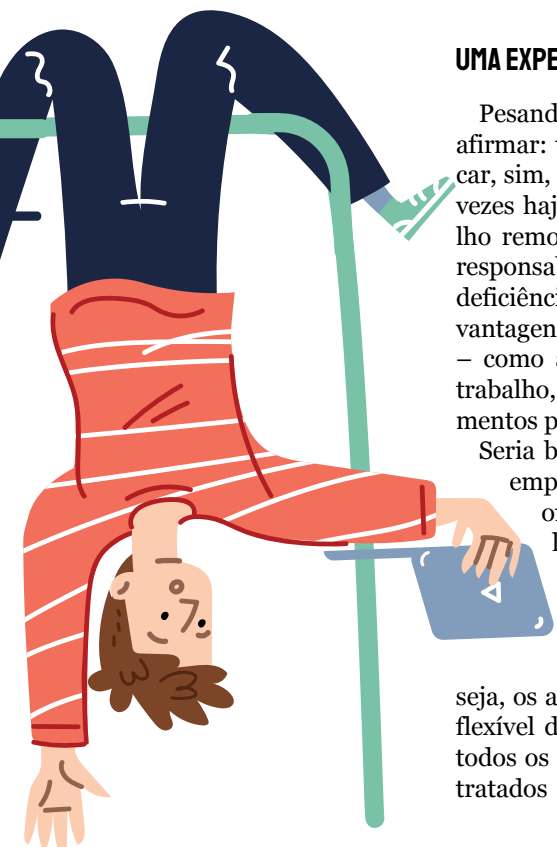 UMA EXPE
Pesand
afirmar: t
car, sim,
vezes haj
lho remo
responsa
deficiênci
vantagen
– como a
trabalho,
mentos p
Seria b
emp
seja, os a
flexível d
todos os
tratados